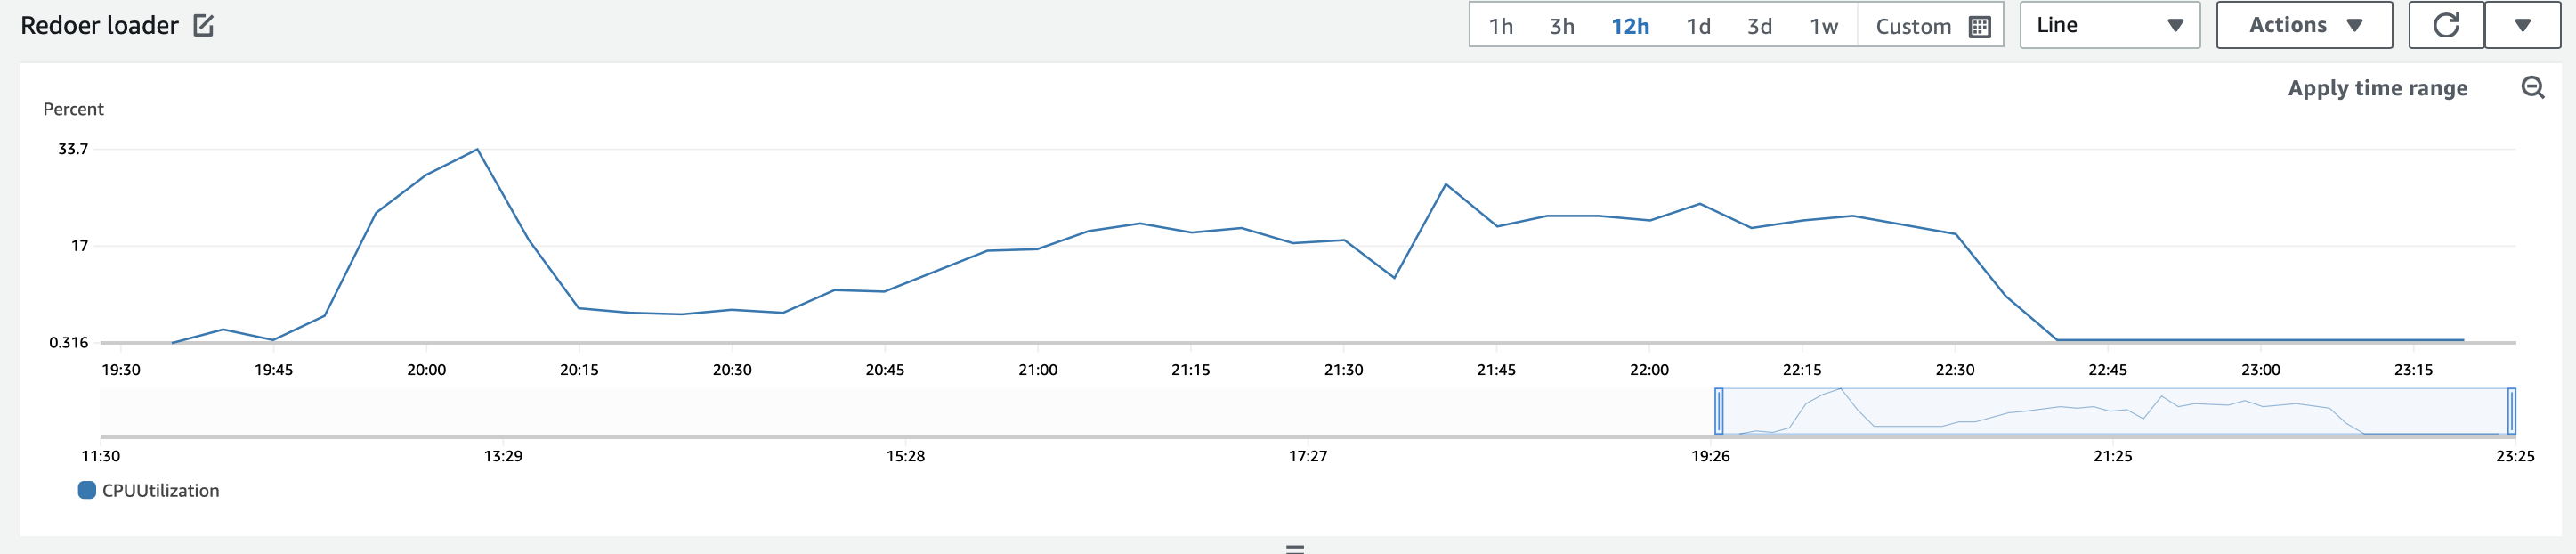 Redoer loader
1h 3h 12h 1d 3d 1w Custom Line Actions
Apply time range
Percent
33.7
17
0.316
19:30 19:45 20:00 20:15 20:30 20:45 21:00 21:15 21:30 21:45 22:00 22:15 22:30 22:45 23:00 23:15
11:30 13:29 15:28 17:27 19:26 21:25 23:25
CPUUtilization